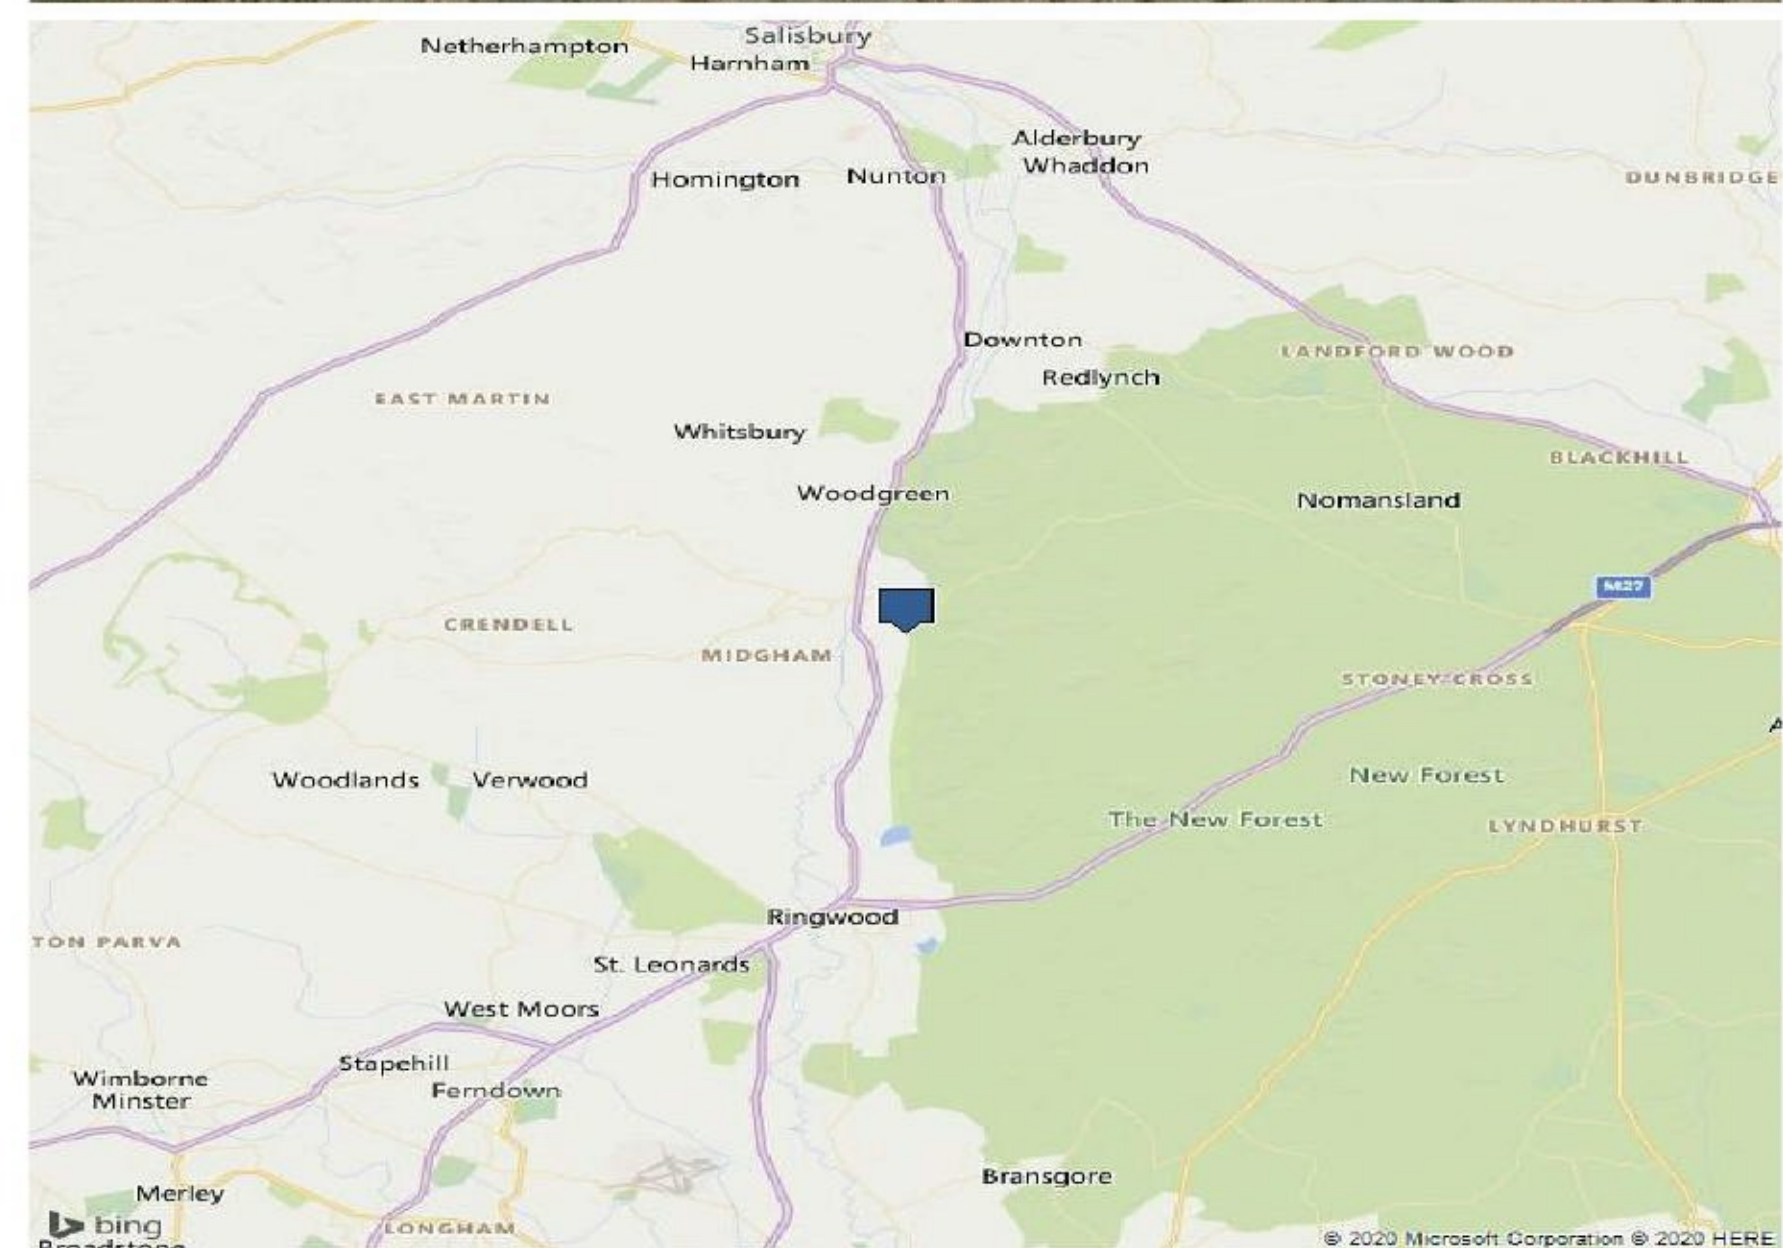 Salisbury
Netherhampton
Harnham
Alderbury
Whaddon
Homington
Nunton
DUNBRIDGE
Downton
LANDFORD WOOD
Redlynch
EAST MARTIN
Whitsbury
BLACKHILL
Woodgreen
Nomansland
M27
CRENDELL
MIDGHAM
STONEY CROSS
A
New Forest
Woodlands
Verwood
The New Forest
LYNDHURST
Ringwood
TON PARVA
St. Leonards
West Moors
Stapehill
Wimborne
Minster
Ferndown
Bransgore
Merley
bing
LONGHAM
Broadstone
© 2020 Microsoft Corporation © 2020 HERE